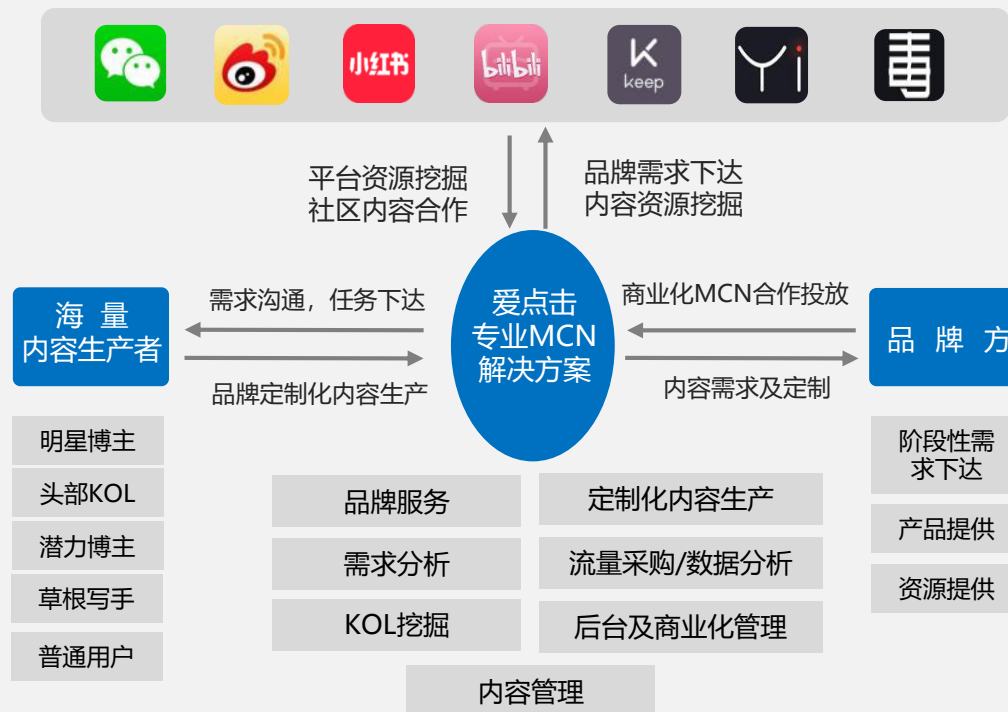 小红书
bilibili
K
keep
Yi
平台资源挖掘
社区内容合作
品牌需求下达
内容资源挖掘
海 量
内容生产者
需求沟通，任务下达
品牌定制化内容生产
爱点击
专业MCN
解决方案
商业化MCN合作投放
内容需求及定制
品 牌 方
明星博主
头部KOL
潜力博主
草根写手
普通用户
品牌服务
需求分析
KOL挖掘
定制化内容生产
流量采购/数据分析
后台及商业化管理
内容管理
阶段性需
求下达
产品提供
资源提供